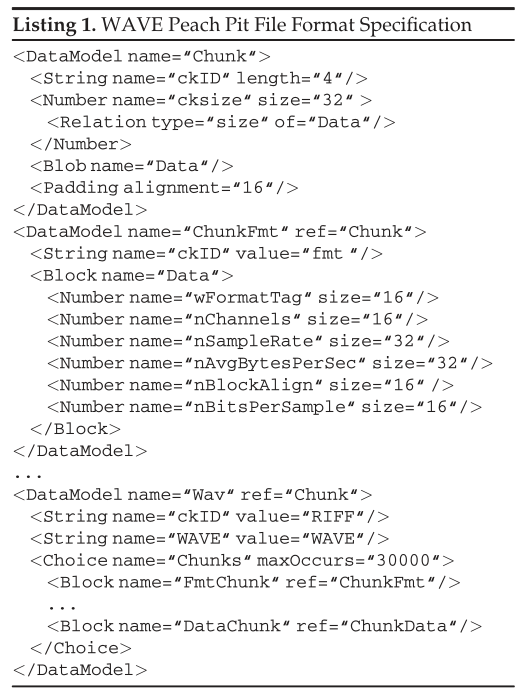 Listing 1. WAVE Peach Pit File Format Specification
<DataModel name="Chunk">
<String name="ckID" length="4"/>
<Number name="cksize" size="32" >
<Relation type="size" of="Data"/>
</Number>
<Blob name="Data"/>
<Padding alignment="16"/>
</DataModel>
<DataModel name="ChunkFmt" ref="Chunk">
<String name="ckID" value="fmt "/>
<Block name="Data">
<Number name="wFormatTag" size="16"/>
<Number name="nChannels" size="16"/>
<Number name="nSampleRate" size="32"/>
<Number name="nAvgBytesPerSec" size="32"/>
<Number name="nBlockAlign" size="16" />
<Number name="nBitsPerSample" size="16"/>
</Block>
</DataModel>
...
<DataModel name="Wav" ref="Chunk">
<String name="ckID" value="RIFF"/>
<String name="WAVE" value="WAVE"/>
<Choice name="Chunks" maxOccurs="30000">
<Block name="FmtChunk" ref="ChunkFmt"/>
...
<Block name="DataChunk" ref="ChunkData"/>
</Choice>
</DataModel>